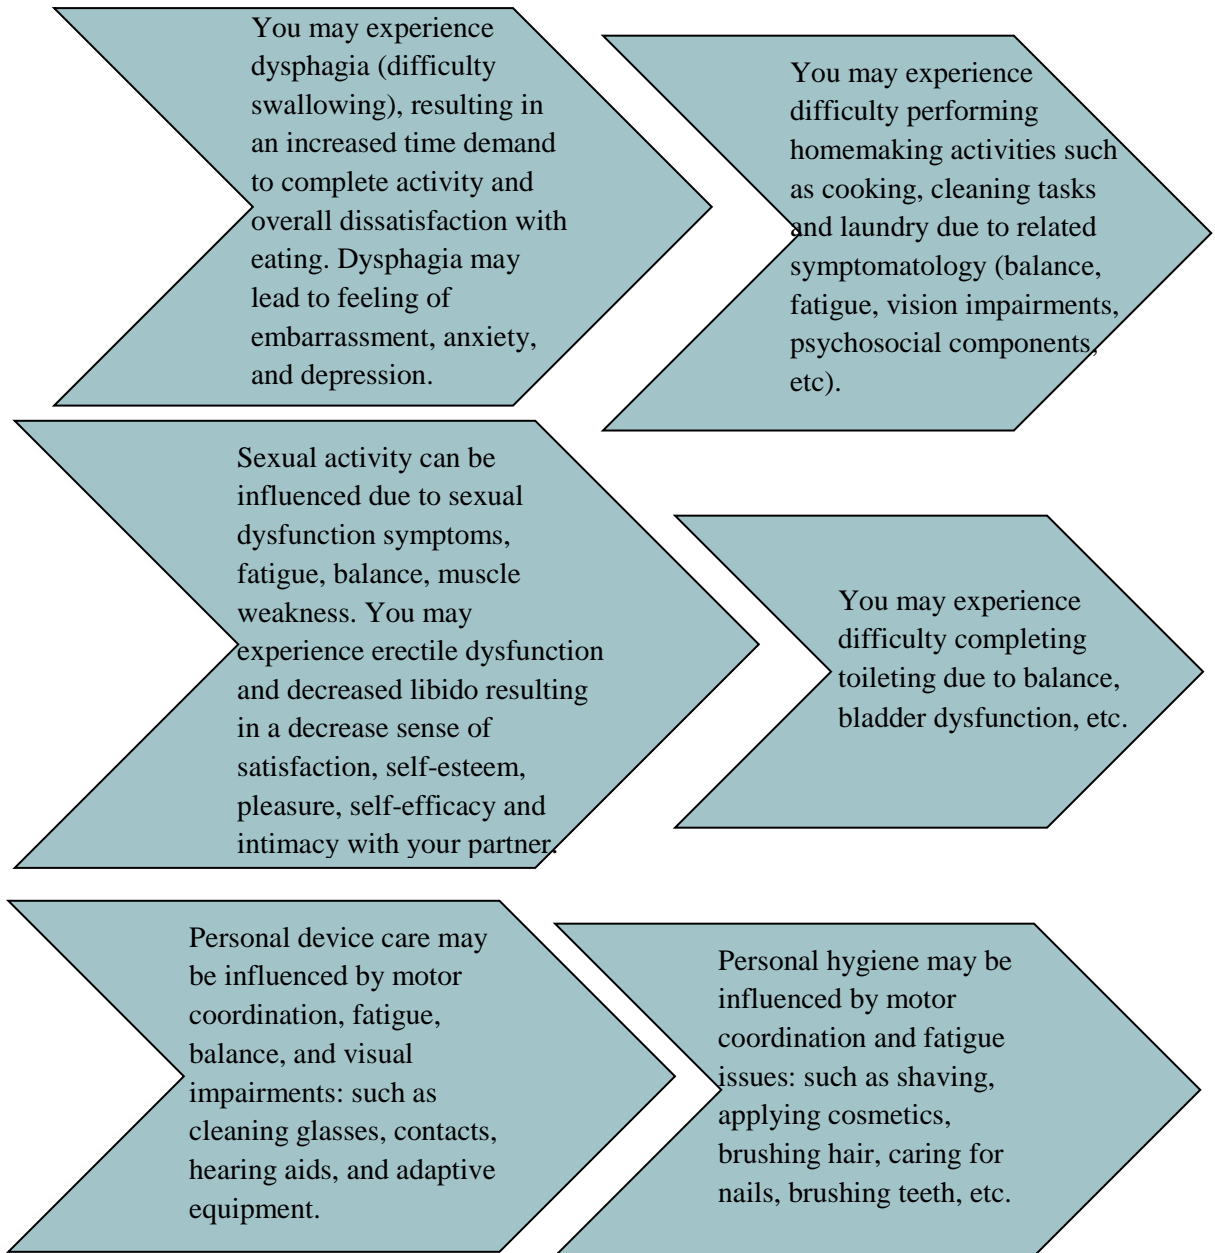 You may experience
dysphagia (difficulty
swallowing), resulting in
an increased time demand
to complete activity and
overall dissatisfaction with
eating. Dysphagia may
lead to feeling of
embarrassment, anxiety,
and depression.
You may experience
difficulty performing
homemaking activities such
as cooking, cleaning tasks
and laundry due to related
symptomatology (balance,
fatigue, vision impairments,
psychosocial components,
etc).
Sexual activity can be
influenced due to sexual
dysfunction symptoms,
fatigue, balance, muscle
weakness. You may
experience erectile dysfunction
and decreased libido resulting
in a decrease sense of
satisfaction, self-esteem,
pleasure, self-efficacy and
intimacy with your partner.
You may experience
difficulty completing
toileting due to balance,
bladder dysfunction, etc.
Personal device care may
be influenced by motor
coordination, fatigue,
balance, and visual
impairments: such as
cleaning glasses, contacts,
hearing aids, and adaptive
equipment.
Personal hygiene may be
influenced by motor
coordination and fatigue
issues: such as shaving,
applying cosmetics,
brushing hair, caring for
nails, brushing teeth, etc.